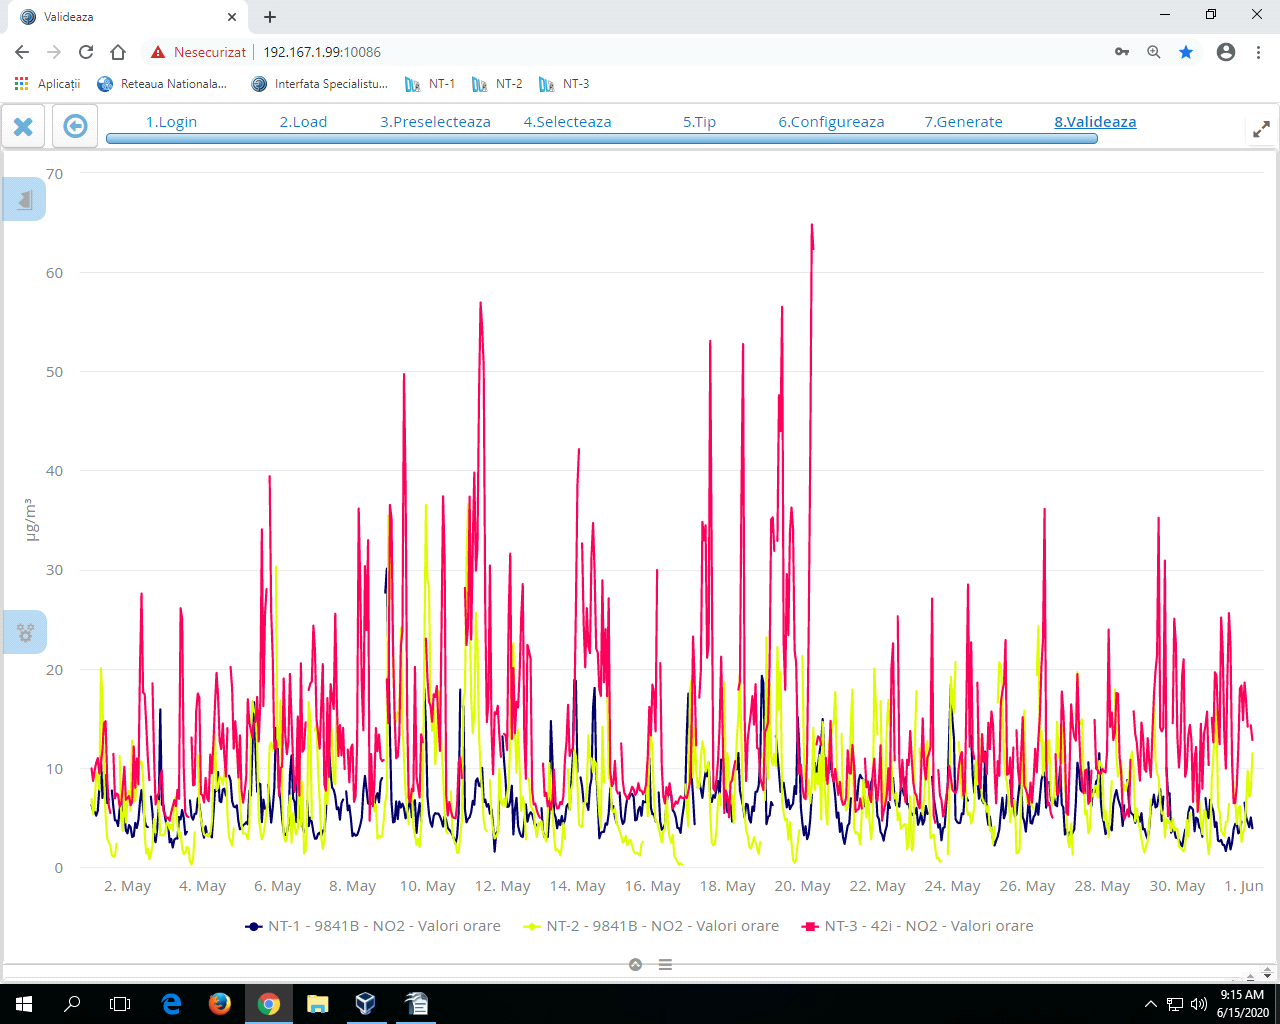 Valideaza
Nesecurizat 192.167.1.99:10086
Aplicații Reteaua Nationala... Interfata Specialistu... NT-1 NT-2 NT-3
1.Login 2.Load 3.Preselecteaza 4.Selecteaza 5.Tip 6.Configureaza 7.Generate 8.Valideaza
70
60
50
40
µg/m³
30
20
10
0
2. May 4. May 6. May 8. May 10. May 12. May 14. May 16. May 18. May 20. May 22. May 24. May 26. May 28. May 30. May 1. Jun
NT-1 - 9841B - NO2 - Valori orare NT-2 - 9841B - NO2 - Valori orare NT-3 - 42i - NO2 - Valori orare
9:15 AM
6/15/2020